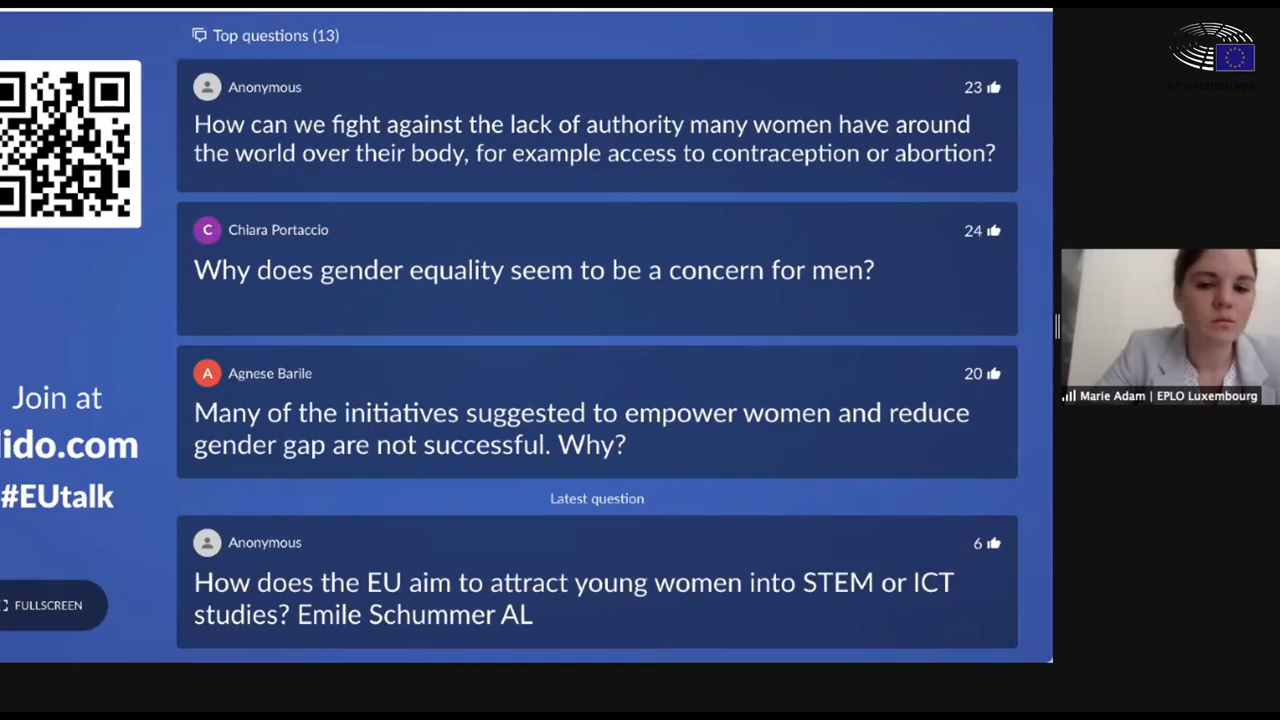 Top questions (13)
Anonymous
23
How can we fight against the lack of authority many women have around
the world over their body, for example access to contraception or abortion?
C
Chiara Portaccio
24
Why does gender equality seem to be a concern for men?
A
Agnese Barile
20
Many of the initiatives suggested to empower women and reduce
gender gap are not successful. Why?
Latest question
Anonymous
6
How does the EU aim to attract young women into STEM or ICT
studies? Emile Schummer AL
Join at
lido.com
#EUtalk
FULLSCREEN
Marie Adam | EPLO Luxembourg